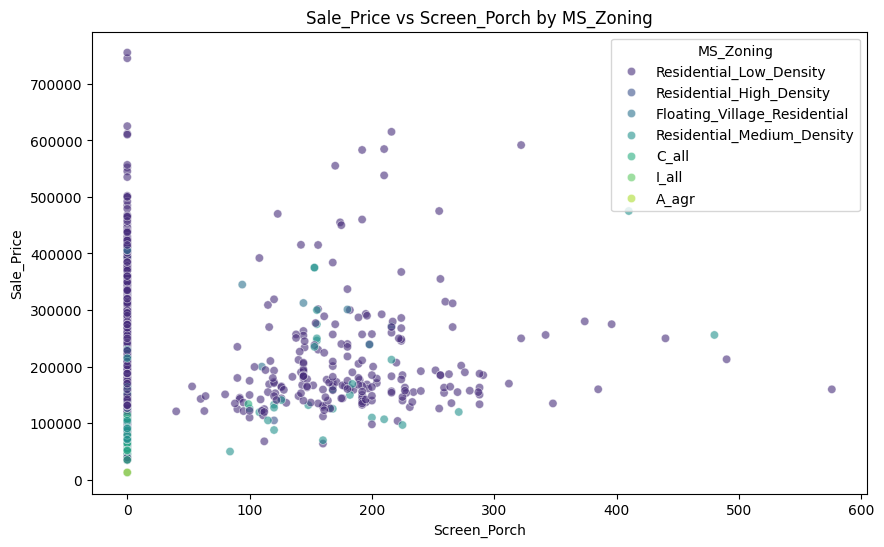 Sale_Price vs Screen_Porch by MS_Zoning
MS_Zoning
Residential_Low_Density
Residential_High_Density
Floating_Village_Residential
Residential_Medium_Density
C_all
I_all
A_agr
Sale_Price
700000
600000
500000
400000
300000
200000
100000
0
0 100 200 300 400 500 600
Screen_Porch